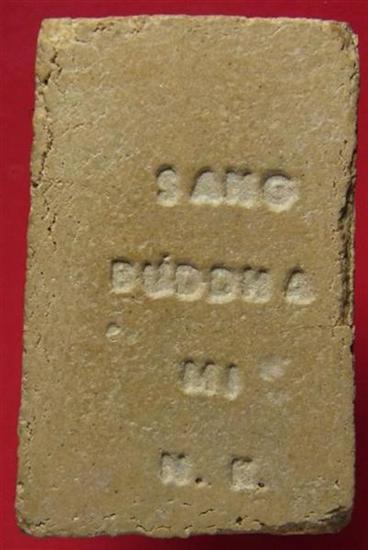 SANG
BUDDHA
MI
N. K.